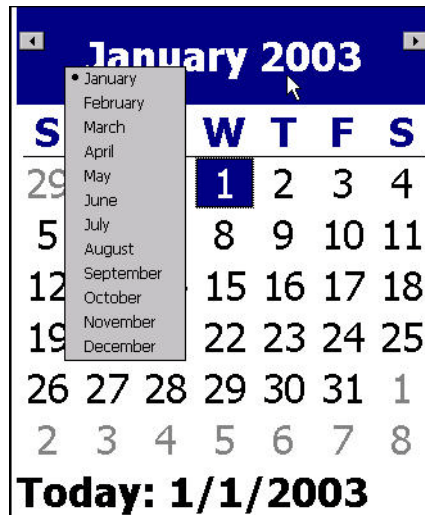 January 2003
January
February
March
April
May
June
July
August
September
October
November
December
S W T F S
29 1 2 3 4
5 8 9 10 11
12 15 16 17 18
19 22 23 24 25
26 27 28 29 30 31 1
2 3 4 5 6 7 8
Today: 1/1/2003